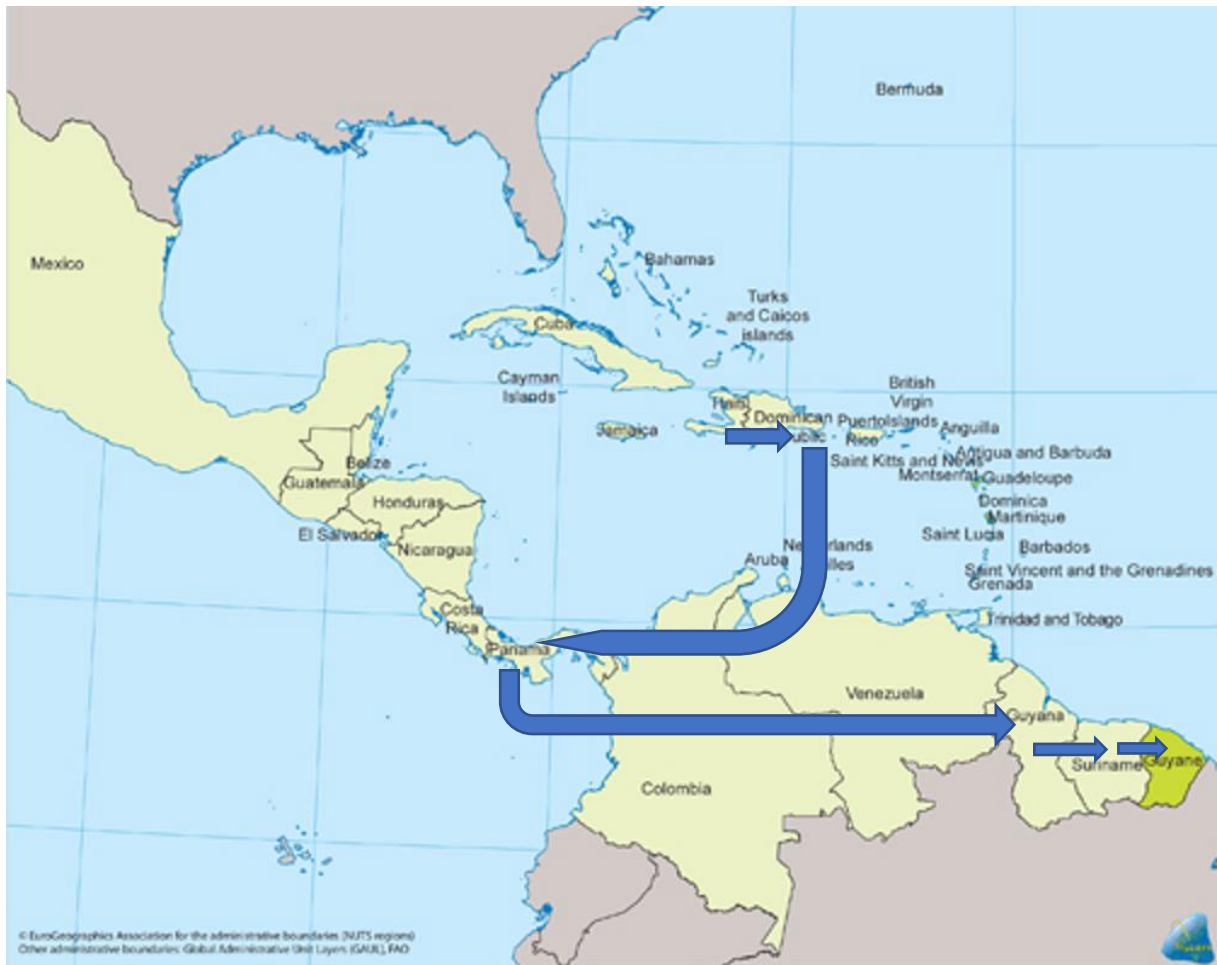 Bermuda
Mexico
Bahamas
Turks
and Caicos
islands
Cuba
Cayman
Islands
British
Virgin
Islands
Haiti
Dominican
Puerto
Rico
Anguilla
Jamaica
Antigua and Barbuda
Saint Kitts and Nevis
Montserrat
Guadeloupe
Belize
Guatemala
Honduras
Dominica
Martinique
El Salvador
Saint Lucia
Nicaragua
Barbados
Aruba
Saint Vincent and the Grenadines
Grenada
Costa
Rica
Trinidad and Tobago
Panama
Venezuela
Guyana
Suriname
Guyane
Colombia
© EuroGeographics Association for the administrative boundaries (NUTS regions)
Other administrative boundaries: Global Administrative Unit Layers (GAUL), FAO